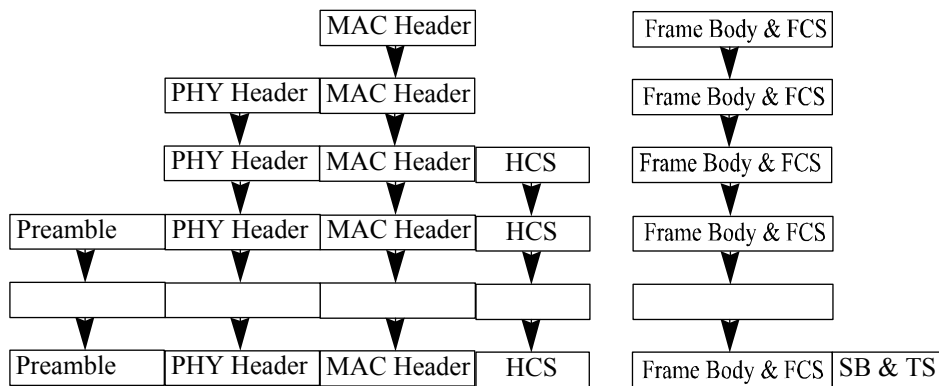 MAC Header Frame Body & FCS
PHY Header MAC Header Frame Body & FCS
PHY Header MAC Header HCS Frame Body & FCS
Preamble PHY Header MAC Header HCS Frame Body & FCS
Preamble PHY Header MAC Header HCS Frame Body & FCS SB & TS